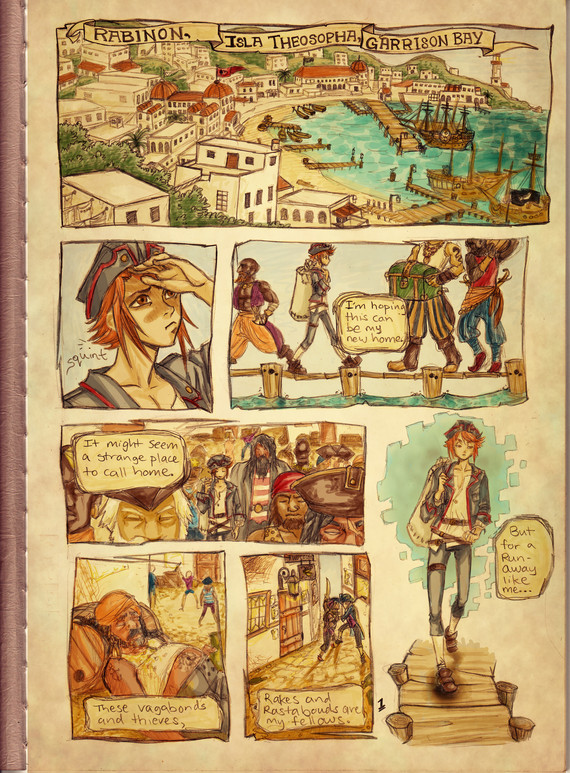 RABINON,
ISLA THEOSOPHA,
GARRISON BAY
squint
I'm hoping
this can
be my
new home.
It might seem
a strange place
to call home.
But
for a
Run-
away
like
me...
These vagabonds
and thieves,
Rakes and
Rastabouds are
my fellows.
1